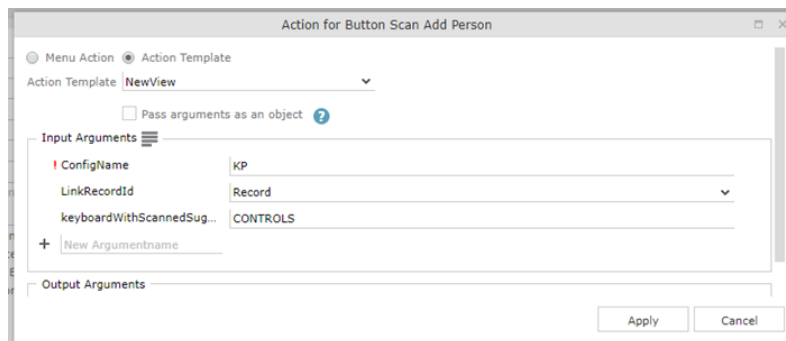 Action for Button Scan Add Person
Menu Action Action Template
Action Template NewView
Pass arguments as an object ?
Input Arguments
! ConfigName KP
LinkRecordId Record
keyboardWithScannedSug... CONTROLS
+ New Argumentname
Output Arguments
Apply Cancel